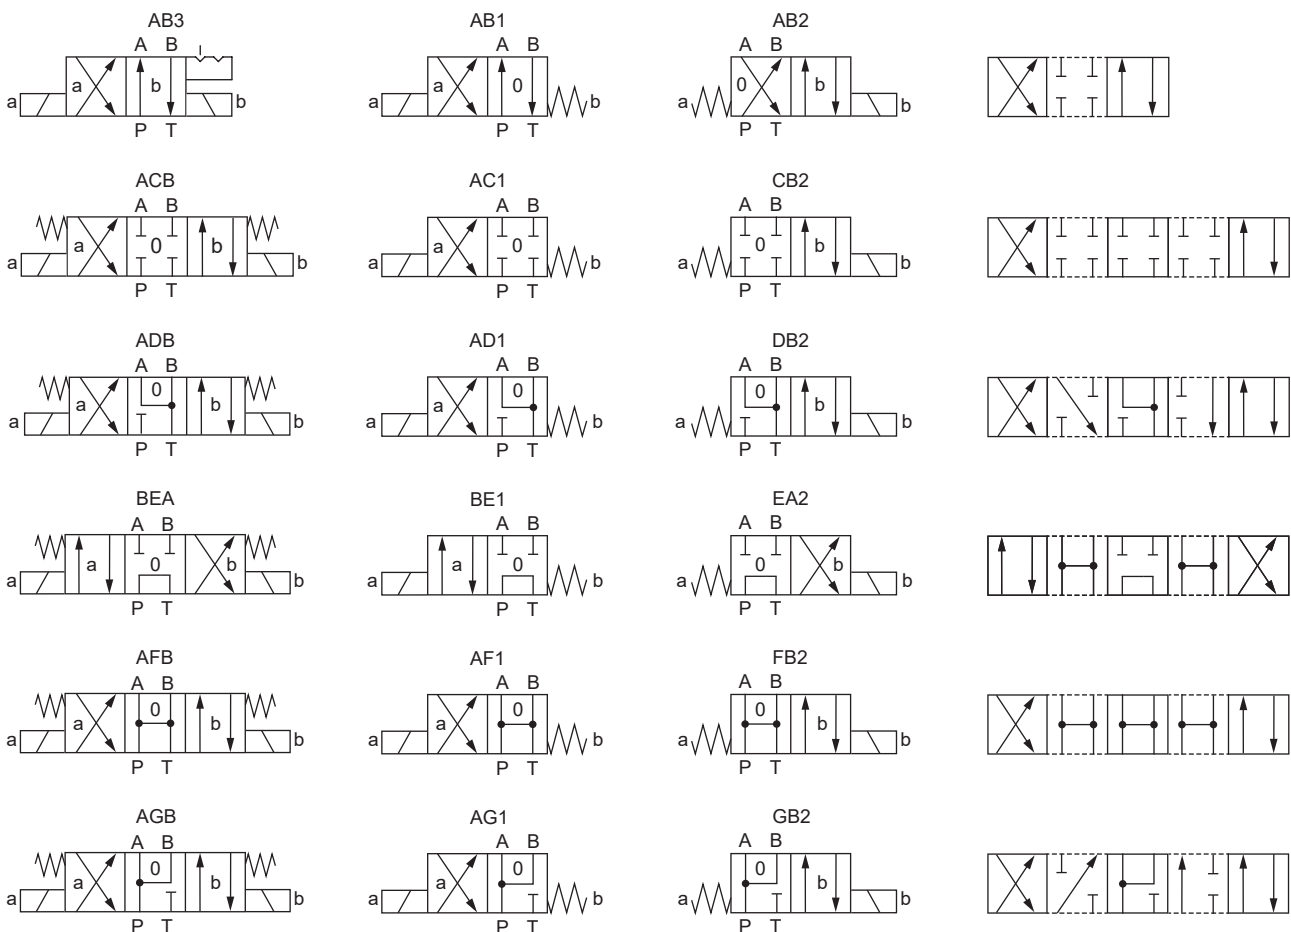 AB3 AB1 AB2
A B A B A B
a b a 0 0 b
a b b a b
P T P T P T
ACB AC1 CB2
A B A B A B
a 0 b a 0 0 b
a b a b a b
P T P T P T
ADB AD1 DB2
A B A B A B
0 0 0
a b a b
a b a b a b
P T P T P T
BEA BE1 EA2
A B A B A B
a 0 b a 0 0 b
a b a b a b
P T P T P T
AFB AF1 FB2
A B A B A B
0 0 0
a b a b
a b a b a b
P T P T P T
AGB AG1 GB2
A B A B A B
0 0 0
a b a b
a b a b a b
P T P T P T